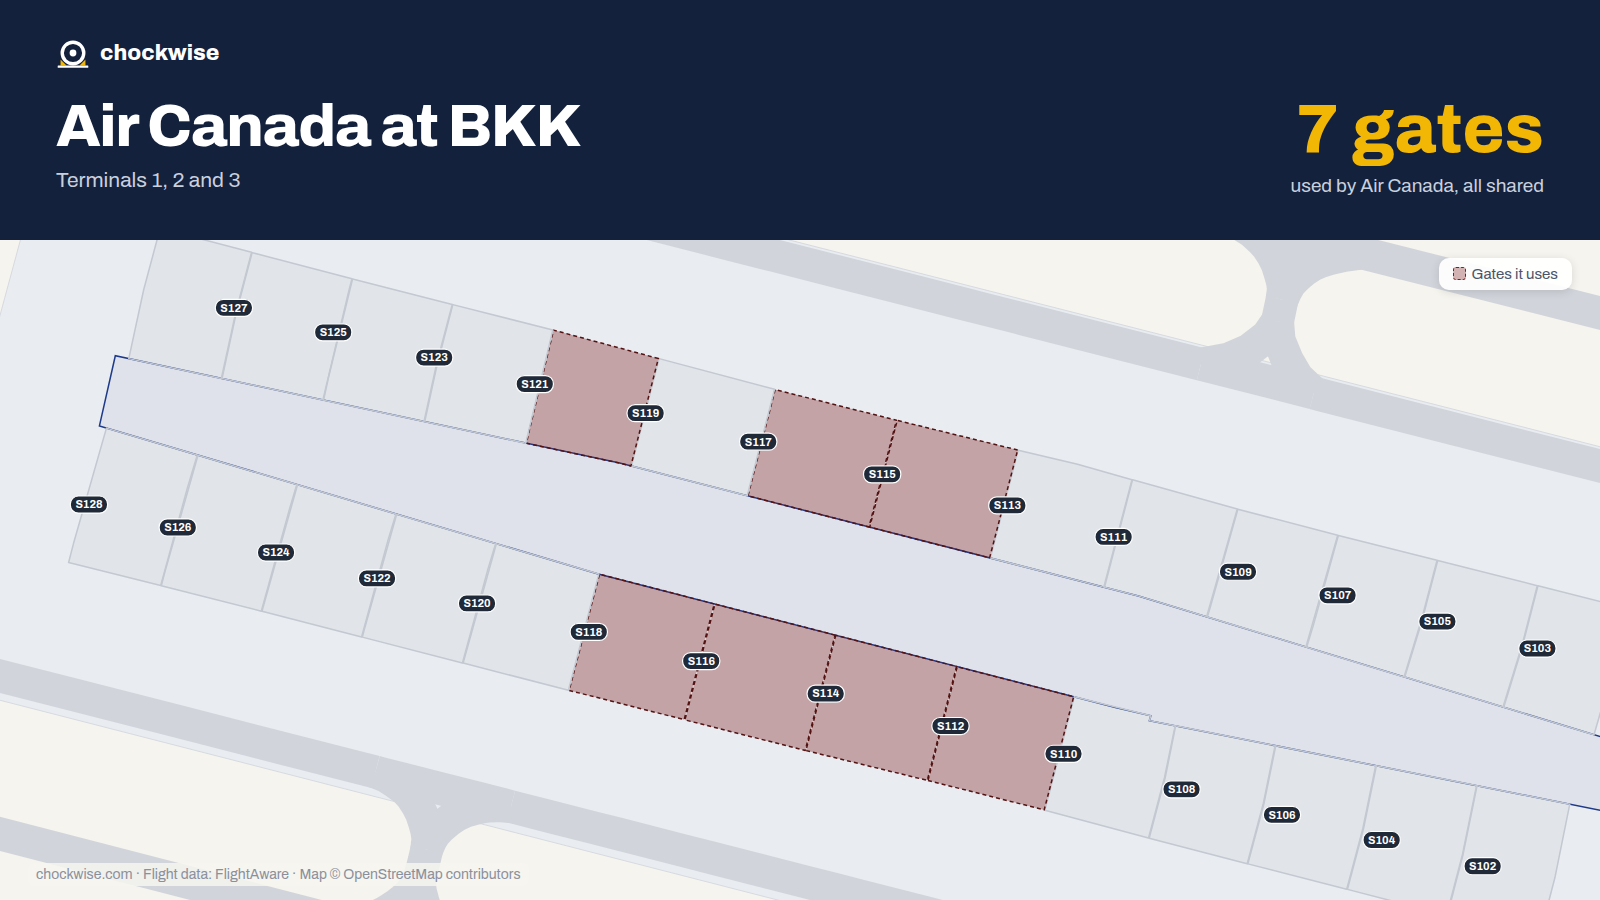 chockwise
Air Canada at BKK
Terminals 1, 2 and 3
7 gates
used by Air Canada, all shared
Gates it uses
S127
S125
S123
S121
S119
S117
S115
S113
S111
S109
S107
S105
S103
S128
S126
S124
S122
S120
S118
S116
S114
S112
S110
S108
S106
S104
S102
chockwise.com · Flight data: FlightAware · Map © OpenStreetMap contributors